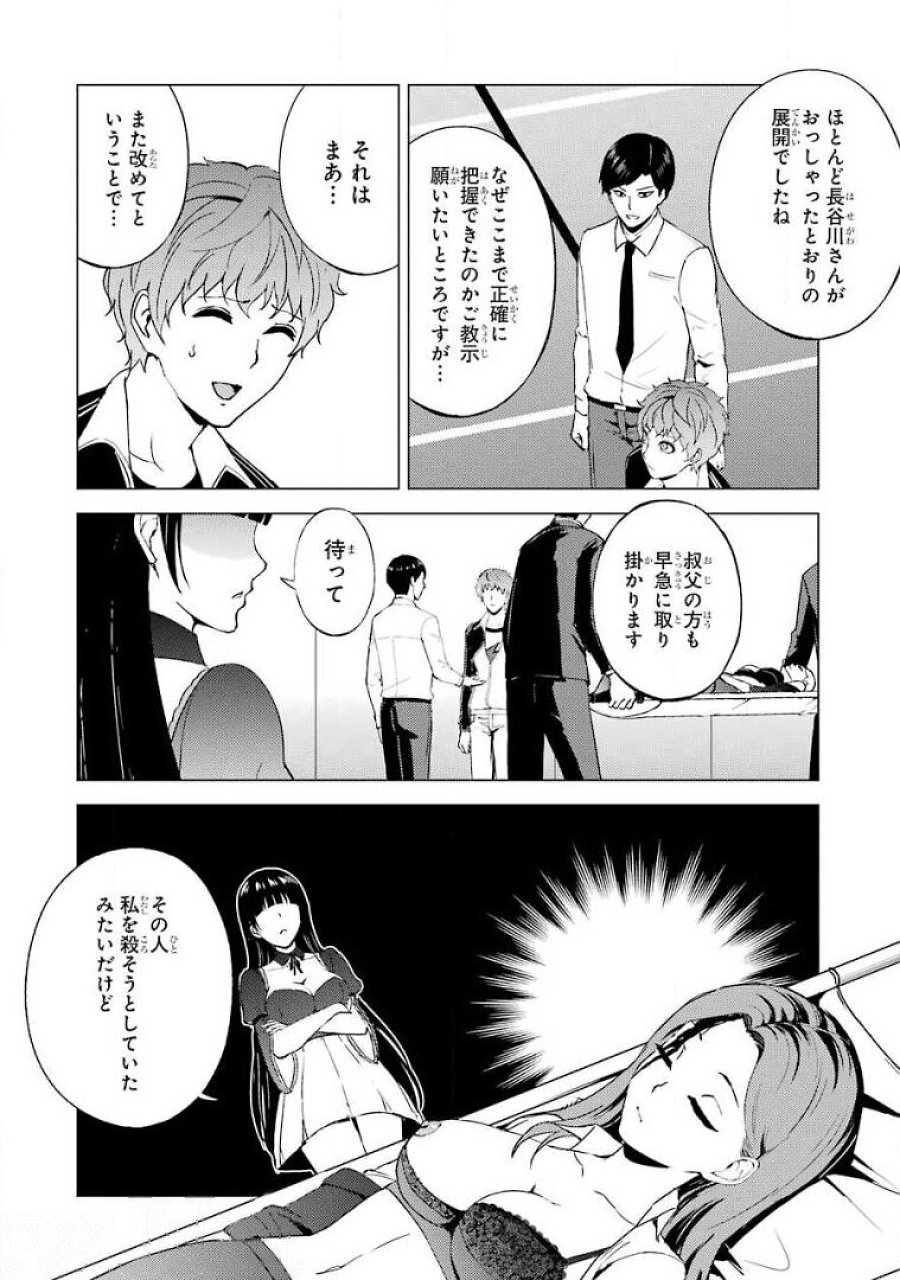 ほとんど長谷川さんが
おっしゃったとおりの
展開でしたね
なぜここまで正確に
把握できたのかご教示
願いたいところですが…
それは
まあ…
また改めてと
いうことで…
叔父の方も
早急に取り
掛かります
待って
その人
私を殺そうとしていた
みたいだけど